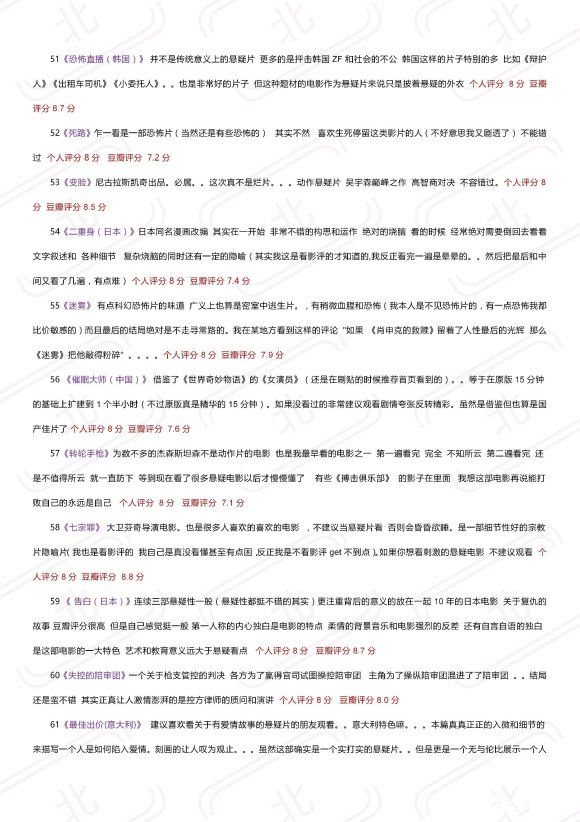 51《恐怖直播（韩国）》 并不是传统意义上的悬疑片 更多的是抨击韩国 ZF 和社会的不公 韩国这样的片子特别的多 比如《辩护
人》《出租车司机》《小委托人》。。也是非常好的片子 但这种题材的电影作为悬疑片来说只是披着悬疑的外衣 个人评分 8 分 豆瓣
评分 8.7 分
52《死路》乍一看是一部恐怖片（当然还是有些恐怖的） 其实不然 喜欢生死停留这类影片的人（不好意思我又剧透了）不能错
过 个人评分 8 分 豆瓣评分 7.2 分
53《变脸》尼古拉斯凯奇出品。必属。。这次真不是烂片。。。动作悬疑片 吴宇森巅峰之作 高智商对决 不容错过。个人评分 8
分 豆瓣评分 8.5 分
54《二重身（日本）》日本同名漫画改编 其实在一开始 非常不错的构思和运作 绝对的烧脑 看的时候 经常绝对需要倒回去看看
文字叙述和 各种细节 复杂烧脑的同时还有一定的隐喻（其实我这是看影评的才知道的,我反正看完一遍是晕晕的。。然后把最后和中
间又看了几遍，有点难） 个人评分 8 分 豆瓣评分 7.4 分
55《迷雾》 有点科幻恐怖片的味道 广义上也算是密室中逃生片。，有稍微血腥和恐怖（我本人是不见恐怖片的，有一点恐怖我都
比价敏感的）而且最后的结局绝对是不走寻常路的。我在某地方看到这样的评论 "如果 《肖申克的救赎》留着了人性最后的光辉 那么
《迷雾》把他敲得粉碎"。。。。个人评分 8 分 豆瓣评分 7.9 分
56 《催眠大师（中国）》 借鉴了《世界奇妙物语》的《女演员》（还是在刷贴的时候推荐首页看到的）。。等于在原版 15 分钟
的基础上扩建到 1 个半小时（不过原版真是精华的 15 分钟）。如果没看过的非常建议观看剧情夸张反转精彩。虽然是借鉴但也算是国
产佳片了 个人评分 8 分 豆瓣评分 7.6 分
57《转轮手枪》为数不多的杰森斯坦森不是动作片的电影 也是我最早看的电影之一 第一遍看完 完全 不知所云 第二遍看完 还
是不值得所云 就一直防下 等到现在看了很多悬疑电影以后才慢慢懂了 有些《搏击俱乐部》 的影子在里面 我想这部电影再说能打
败自己的永远是自己 个人评分 8 分 豆瓣评分 7.1 分
58《七宗罪》 大卫芬奇导演电影。也是很多人喜欢的喜欢的电影 ，不建议当悬疑片看 否则会昏昏欲睡。是一部细节性好的宗教
片隐喻片( 我也是看影评的 我自己是真没看懂甚至有点困,反正我是不看影评 get 不到点 )。如果你想看刺激的悬疑电影 不建议观看 个
人评分 8 分 豆瓣评分 8.8 分
59 《 告白（日本）》连续三部悬疑性一般（悬疑性都挺不错的其实）更注重背后的意义的放在一起 10 年的日本电影 关于复仇的
故事 豆瓣评分很高 但是自己感觉挺一般 第一人称的内心独白是电影的特点 柔情的背景音乐和电影强烈的反差 还有自言自语的独白
是这部电影的一大特色 艺术和教育意义远大于悬疑看点 个人评分 8 分 豆瓣评分 8.7 分
60《失控的陪审团》一个关于枪支管控的判决 各方为了赢得官司试图操控陪审团 主角为了操纵陪审团混进了了陪审团 。。结局
还是蛮不错 其实正真让人激情澎湃的是控方律师的质问和演讲 个人评分 8 分 豆瓣评分 8.0 分
61《最佳出价(意大利)》 建议喜欢看关于有爱情故事的悬疑片的朋友观看。。意大利特色嘛。。。本篇真真正正的入微和细节的
来描写一个人是如何陷入爱情。刻画的让人叹为观止。。。虽然这部确实是一个实打实的悬疑片。。但是更是一个无与伦比展示一个人